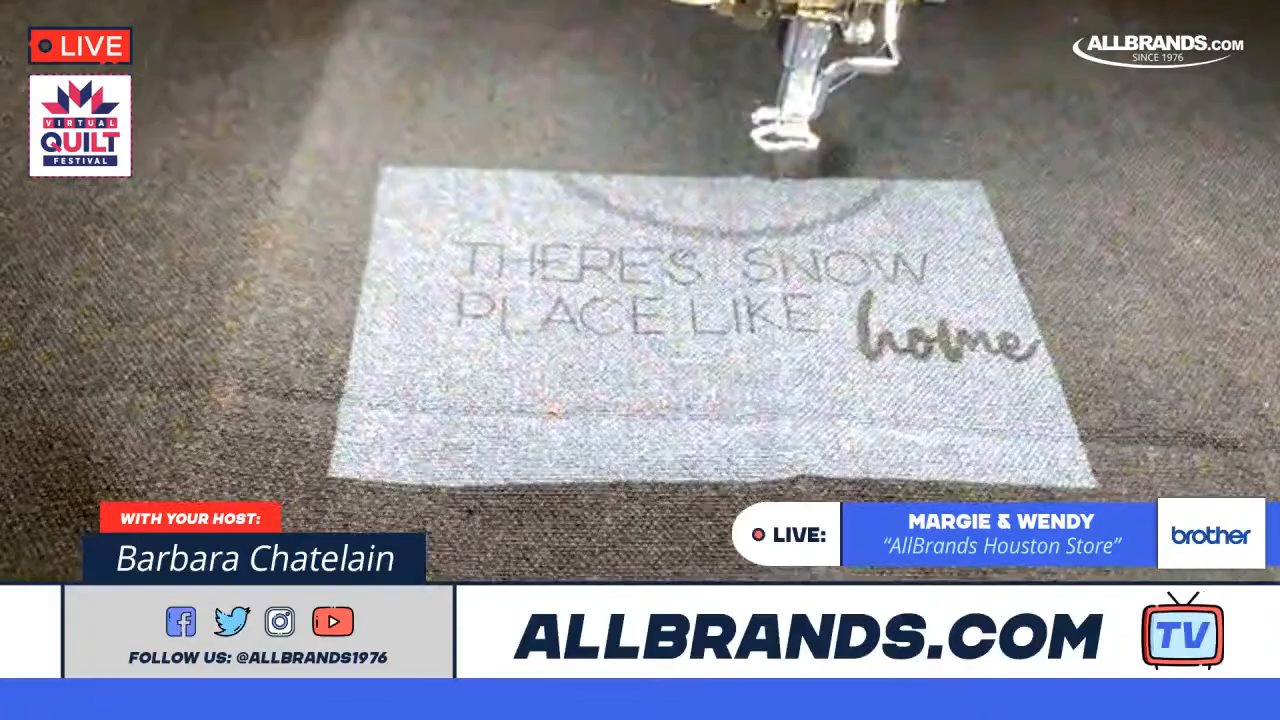 LIVE
VIRTUAL
QUILT
FESTIVAL
ALLBRANDS.COM
SINCE 1976
THERE'S SNOW
PLACE LIKE home
WITH YOUR HOST:
Barbara Chatelain
LIVE:
MARGIE & WENDY
“AllBrands Houston Store”
brother
FOLLOW US: @ALLBRANDS1976
ALLBRANDS.COM
TV